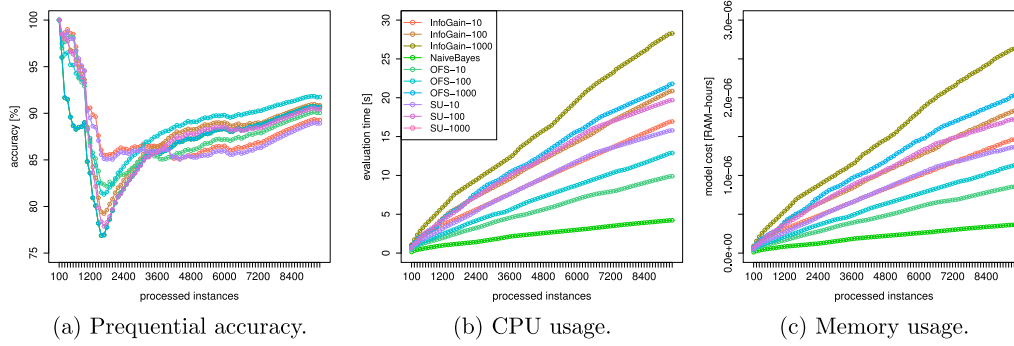 100
95
90
85
80
75
accuracy [%]
100 1200 2400 3600 4800 6000 7200 8400
processed instances
(a) Prequential accuracy.
30
25
20
15
10
5
0
evaluation time [s]
InfoGain−10
InfoGain−100
InfoGain−1000
NaiveBayes
OFS−10
OFS−100
OFS−1000
SU−10
SU−100
SU−1000
100 1200 2400 3600 4800 6000 7200 8400
processed instances
(b) CPU usage.
3.0e−06
2.0e−06
1.0e−06
0.0e+00
model cost [RAM−hours]
100 1200 2400 3600 4800 6000 7200 8400
processed instances
(c) Memory usage.